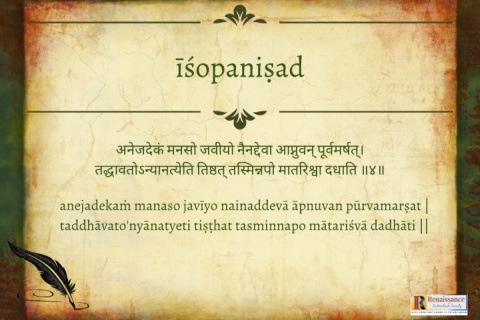 īśopaniṣad
अनेजदेकं मनसो जवीयो नैनद्देवा आप्नुवन् पूर्वमर्षत्।
तद्धावतोऽन्यानत्येति तिष्ठत् तस्मिन्नपो मातरिश्वा दधाति ॥४॥
anejadekaṁ manaso javīyo nainaddevā āpnuvan pūrvamarṣat |
taddhāvato'nyānatyeti tiṣṭhat tasminnapo mātariśvā dadhāti ||
Renaissance